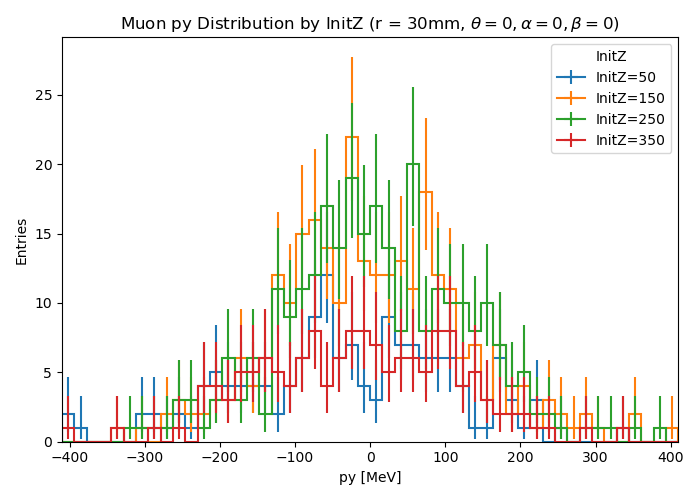 Muon py Distribution by InitZ (r = 30mm, θ = 0, α = 0, β = 0)
Entries
InitZ
InitZ=50
InitZ=150
InitZ=250
InitZ=350
25
20
15
10
5
0
−400 −300 −200 −100 0 100 200 300 400
py [MeV]